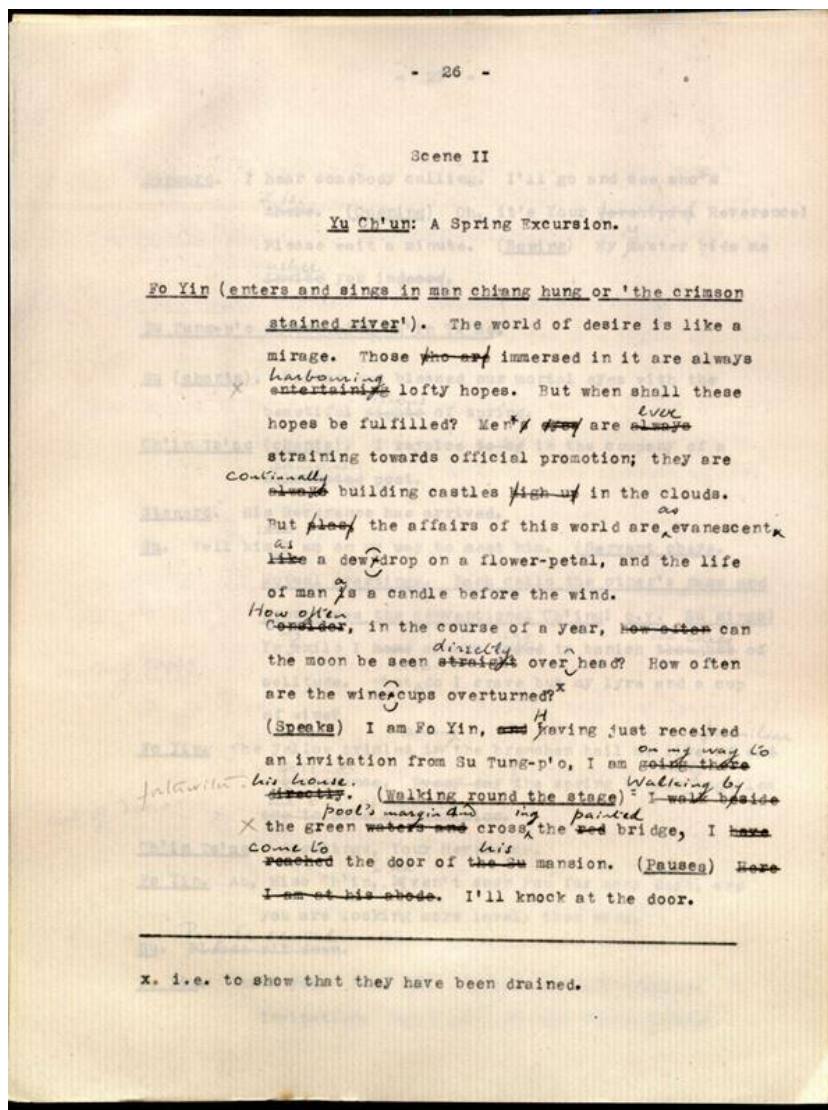 - 26 -
Scene II
Yu Ch'un: A Spring Excursion.
Fo Yin (enters and sings in man chiang hung or 'the crimson
stained river'). The world of desire is like a
mirage. Those who are immersed in it are always
harbouring
x entertaining lofty hopes. But when shall these
ever
hopes be fulfilled? Men are always
straining towards official promotion; they are
continually
always building castles high up in the clouds.
as
But alas, the affairs of this world are evanescent
as
like a dew-drop on a flower-petal, and the life
a
of man is a candle before the wind.
How often
Consider, in the course of a year, how often can
directly
the moon be seen straight over head? How often
are the wine-cups overturned?x
H
(Speaks) I am Fo Yin, and having just received
on my way to
an invitation from Su Tung-p'o, I am going there
his house. Walking by
directly. (Walking round the stage) I walk beside
pool's margin and ing painted
x the green waters and cross the red bridge, I have
come to his
reached the door of the Su mansion. (Pauses) Here
I am at his abode. I'll knock at the door.
x. i.e. to show that they have been drained.